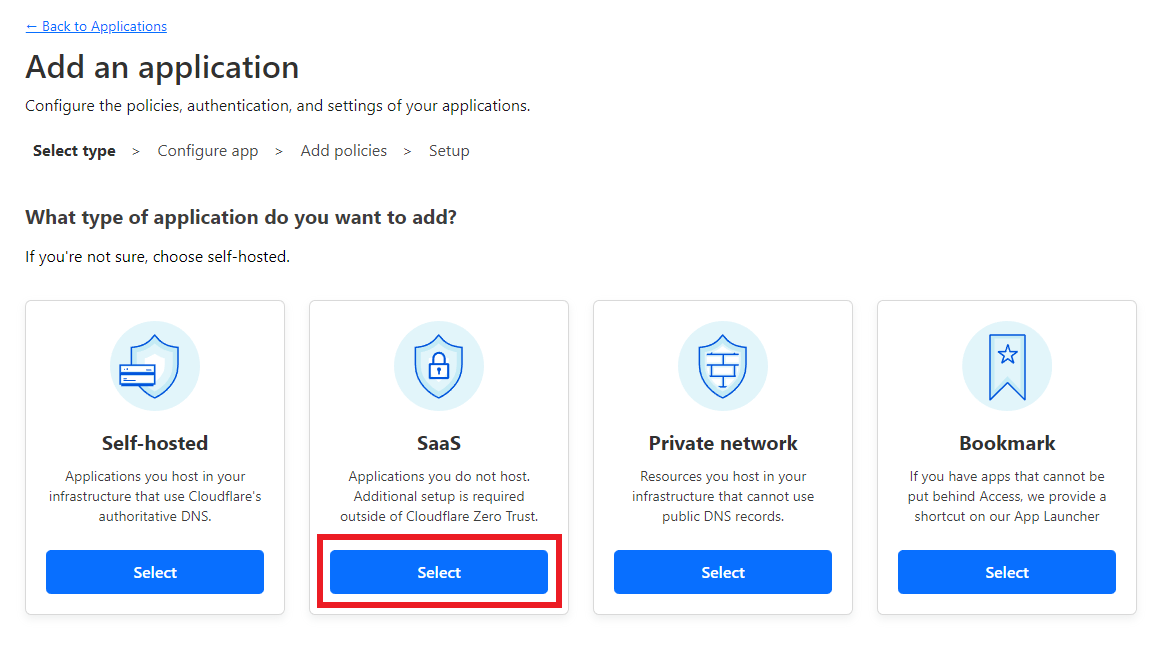 ← Back to Applications
Add an application
Configure the policies, authentication, and settings of your applications.
Select type > Configure app > Add policies > Setup
What type of application do you want to add?
If you're not sure, choose self-hosted.
Self-hosted
Applications you host in your
infrastructure that use Cloudflare's
authoritative DNS.
Select
SaaS
Applications you do not host.
Additional setup is required
outside of Cloudflare Zero Trust.
Select
Private network
Resources you host in your
infrastructure that cannot use
public DNS records.
Select
Bookmark
If you have apps that cannot be
put behind Access, we provide a
shortcut on our App Launcher
Select